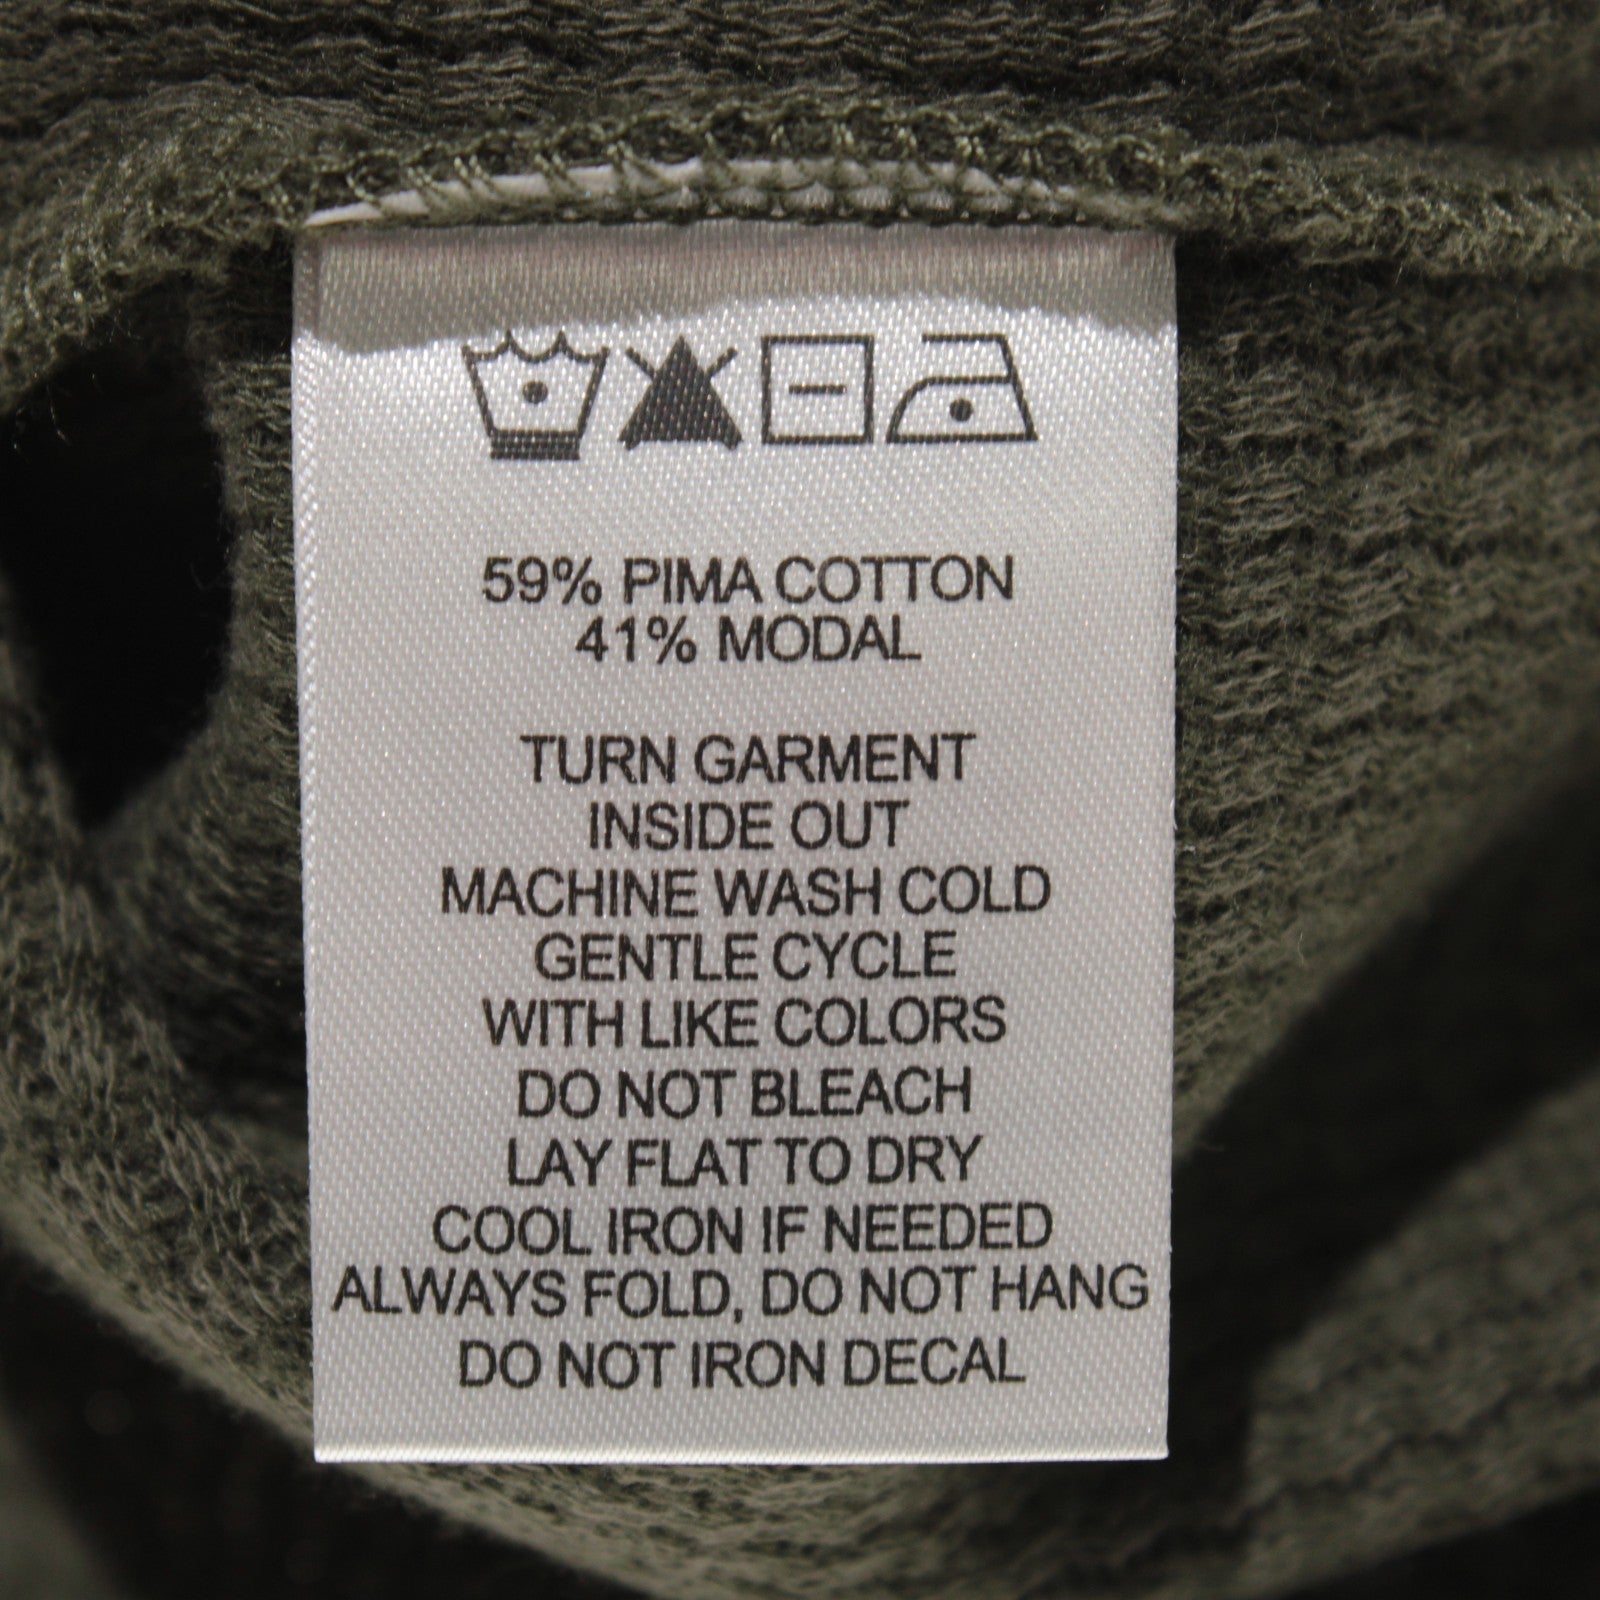 59% PIMA COTTON
41% MODAL
TURN GARMENT
INSIDE OUT
MACHINE WASH COLD
GENTLE CYCLE
WITH LIKE COLORS
DO NOT BLEACH
LAY FLAT TO DRY
COOL IRON IF NEEDED
ALWAYS FOLD, DO NOT HANG
DO NOT IRON DECAL